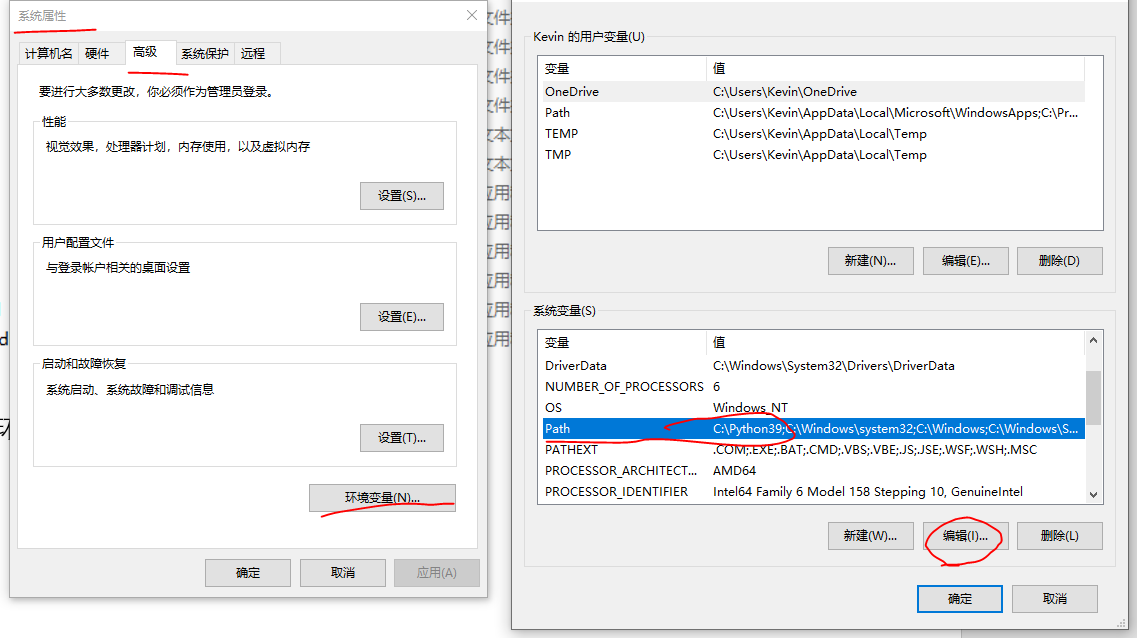 系统属性
计算机名
硬件
高级
系统保护
远程
要进行大多数更改，你必须作为管理员登录。
性能
视觉效果，处理器计划，内存使用，以及虚拟内存
设置(S)...
用户配置文件
与登录帐户相关的桌面设置
设置(E)...
启动和故障恢复
系统启动、系统故障和调试信息
设置(T)...
环境变量(N)...
确定
取消
应用(A)
Kevin 的用户变量(U)
变量 值
OneDrive C:\Users\Kevin\OneDrive
Path C:\Users\Kevin\AppData\Local\Microsoft\WindowsApps;C:\Pr...
TEMP C:\Users\Kevin\AppData\Local\Temp
TMP C:\Users\Kevin\AppData\Local\Temp
新建(N)...
编辑(E)...
删除(D)
系统变量(S)
变量 值
DriverData C:\Windows\System32\Drivers\DriverData
NUMBER_OF_PROCESSORS 6
OS Windows_NT
Path C:\Python39;C:\Windows\system32;C:\Windows;C:\Windows\S...
PATHEXT .COM;.EXE;.BAT;.CMD;.VBS;.VBE;.JS;.JSE;.WSF;.WSH;.MSC
PROCESSOR_ARCHITECT... AMD64
PROCESSOR_IDENTIFIER Intel64 Family 6 Model 158 Stepping 10, GenuineIntel
新建(W)...
编辑(I)...
删除(L)
确定
取消